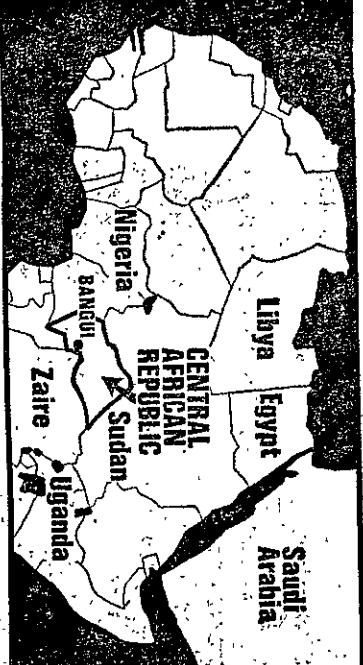 Libya
Egypt
Saudi
Arabia
Nigeria
CENTRAL
AFRICAN
REPUBLIC
Sudan
BANGUI
Zaire
Uganda